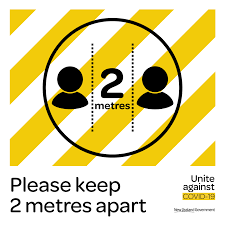 2
metres
Please keep
2 metres apart
Unite
against
COVID-19
New Zealand Government